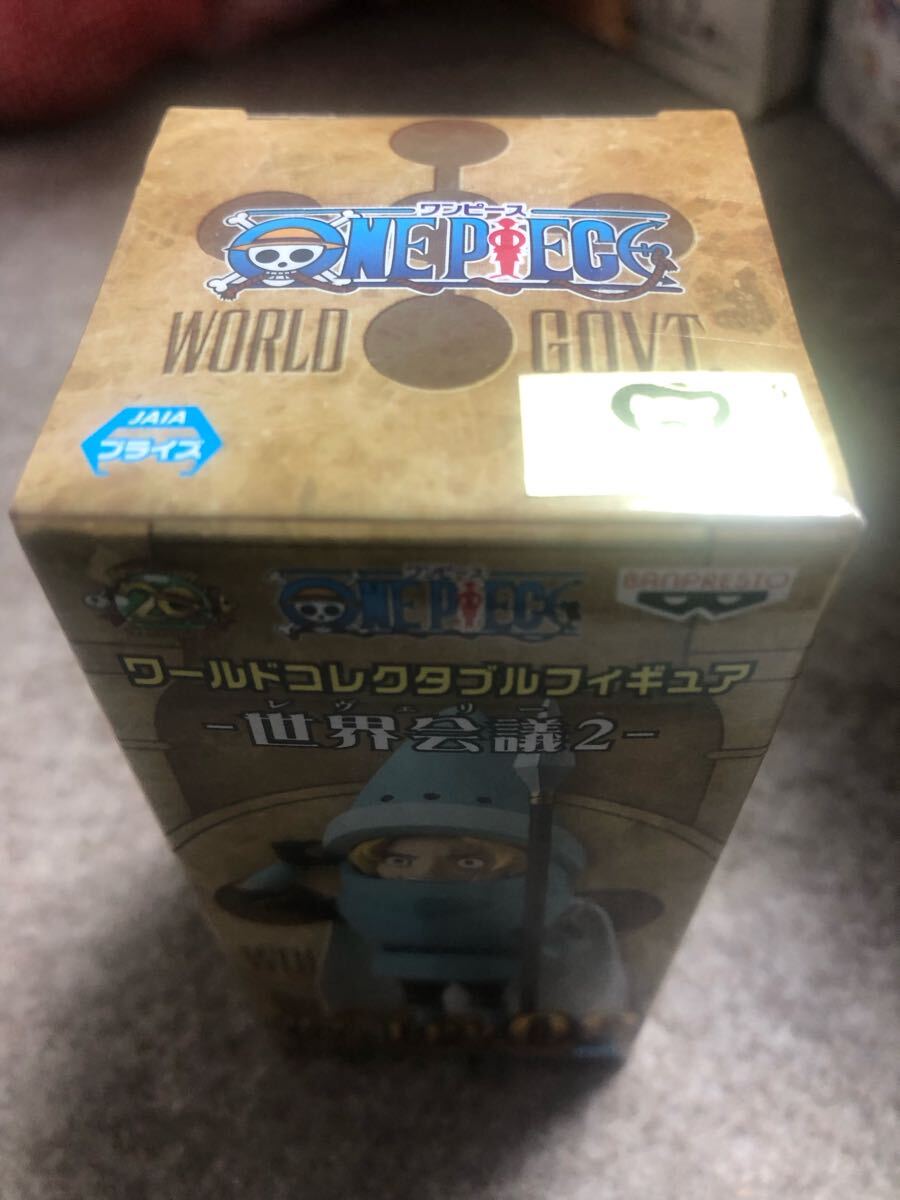 ワンピース
ONE PIECE
WORLD GOVT.
JAIA
プライズ
20
ワンピース
ONE PIECE
BANPRESTO
ワールドコレクタブルフィギュア
レヴェリー
-世界会議2-